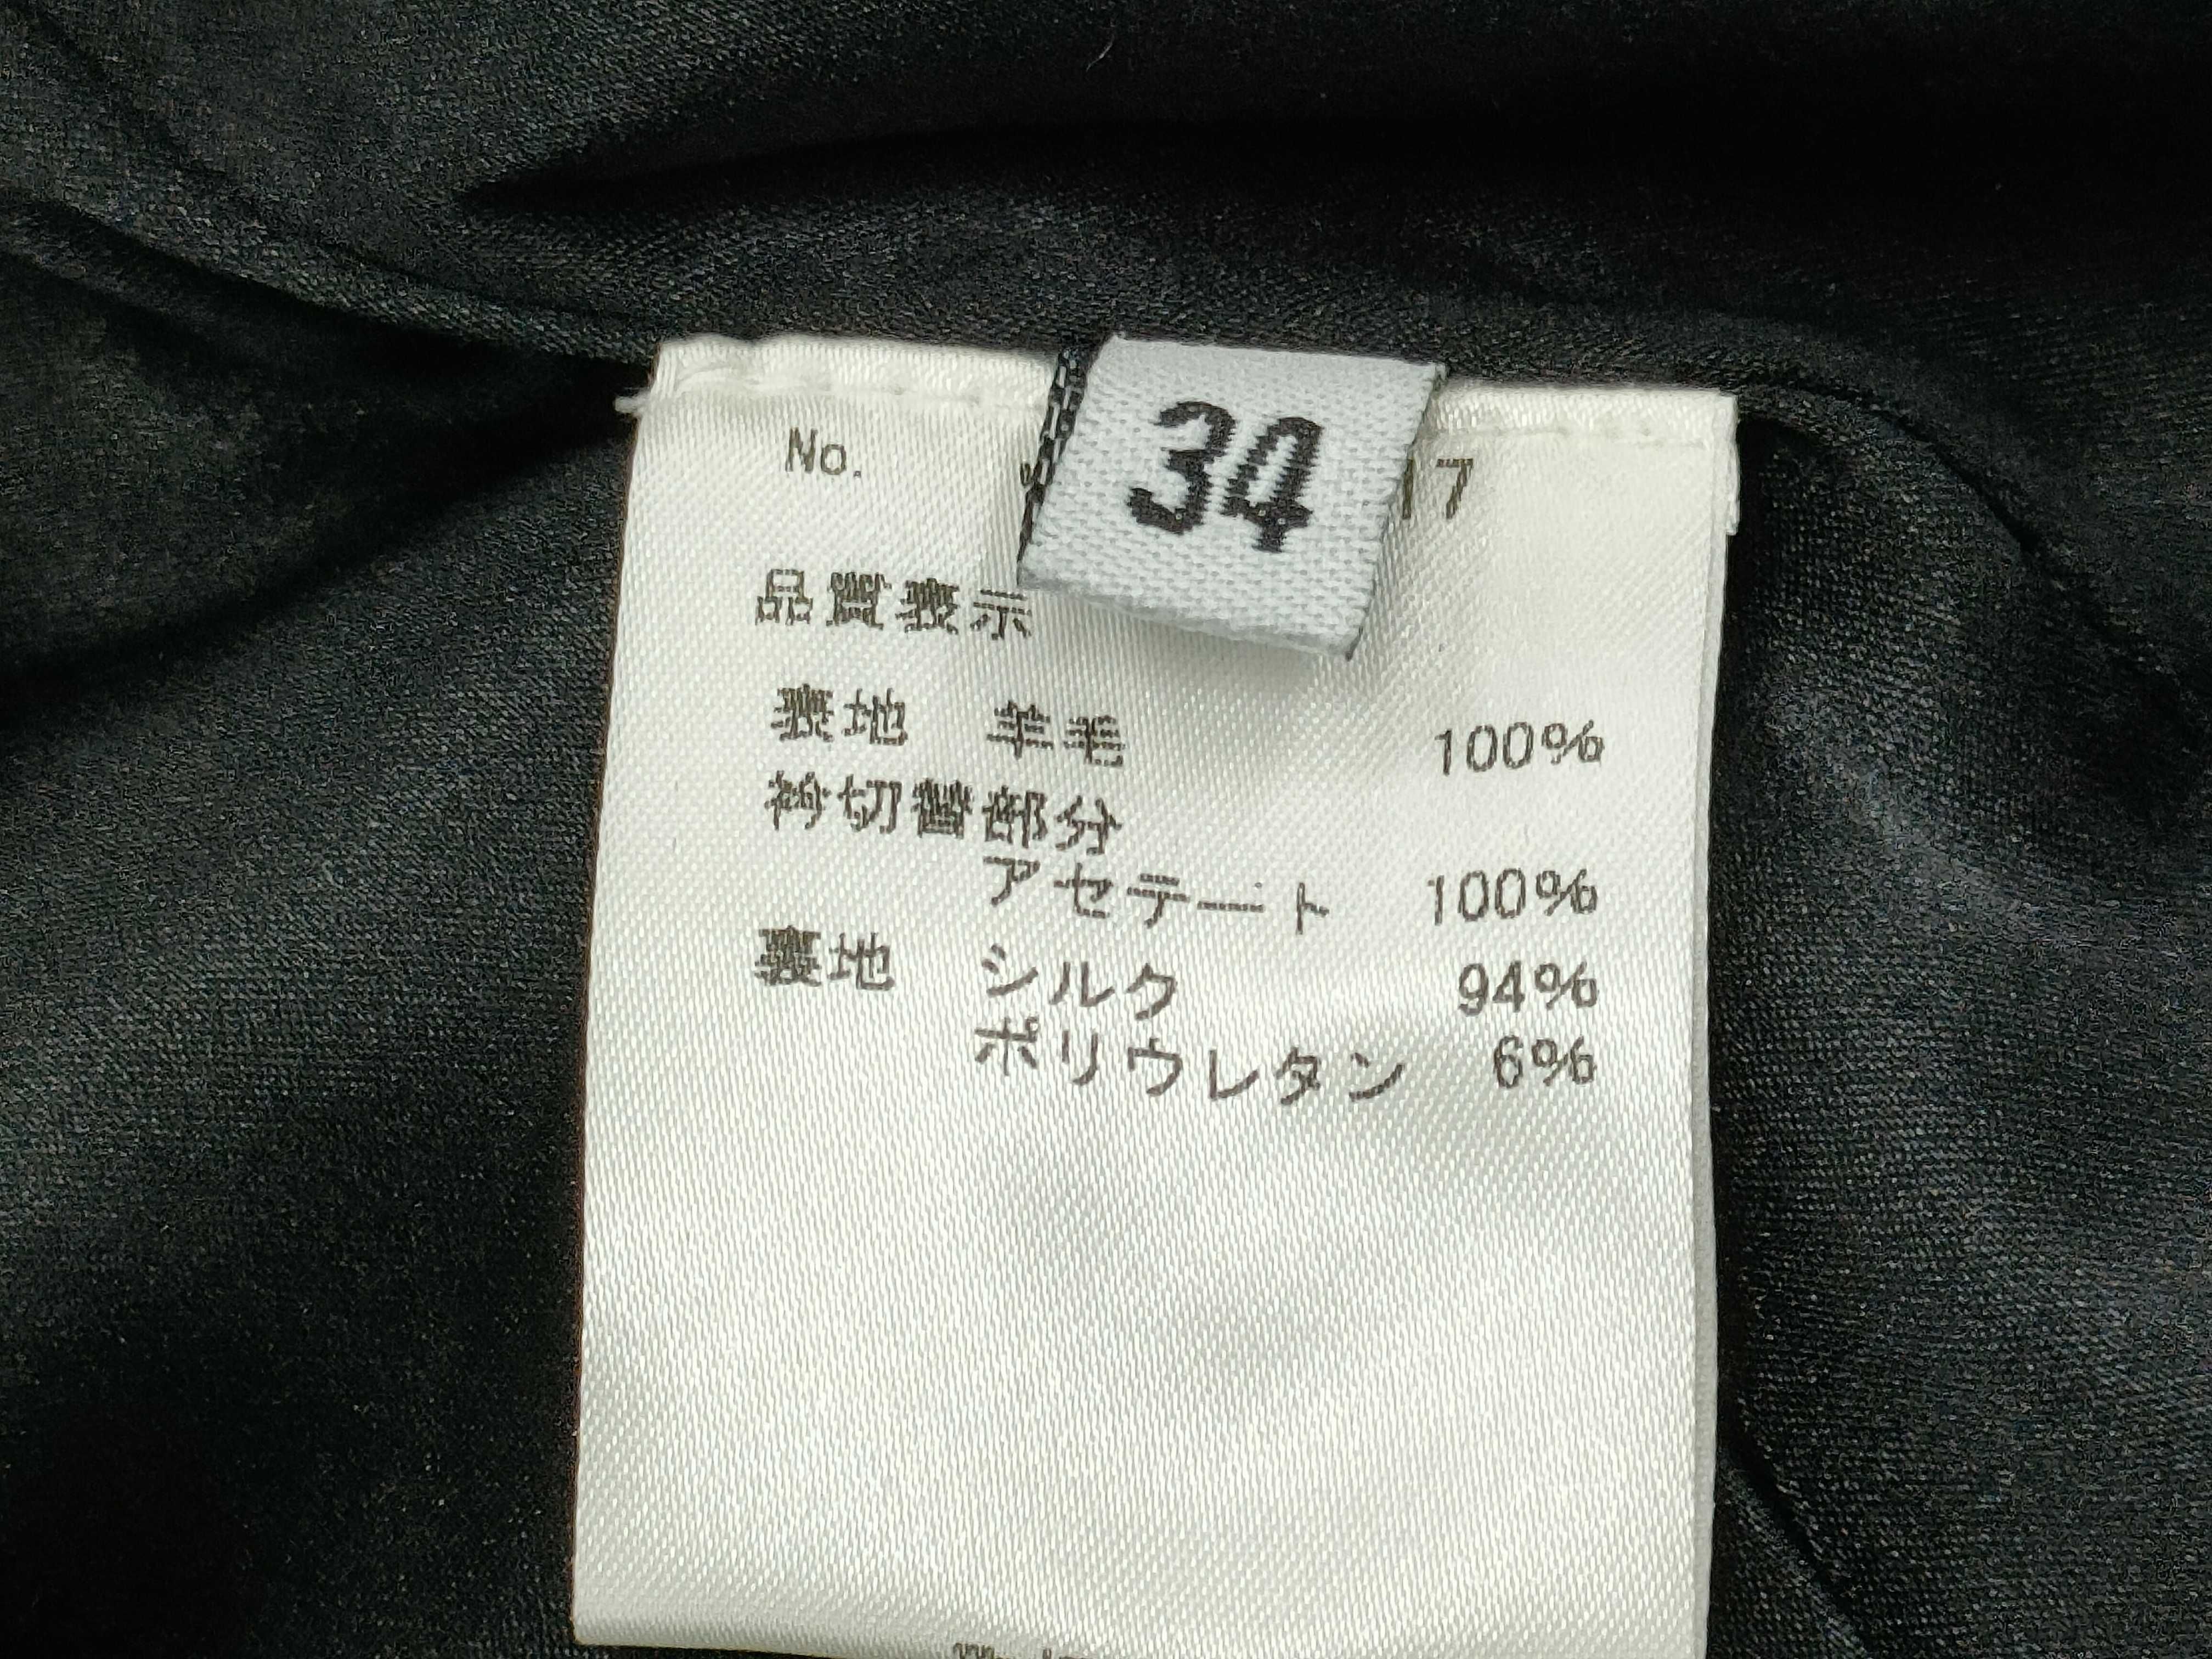 34
No. 17
品質表示
表地 羊毛 100%
衿切替部分
アセテート 100%
裏地 シルク 94%
ポリウレタン 6%